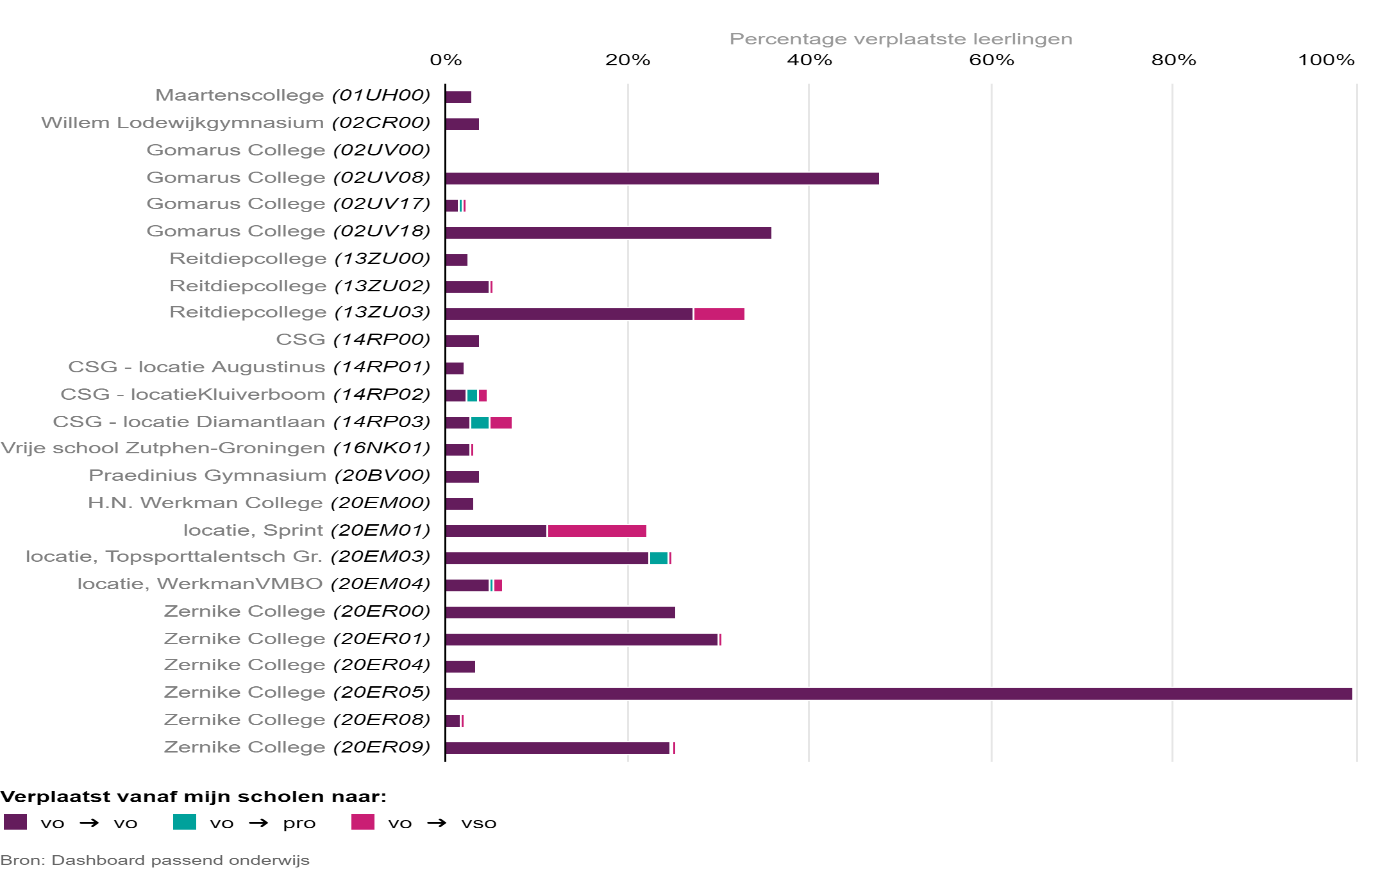 Percentage verplaatste leerlingen
0% 20% 40% 60% 80% 100%
Maartenscollege (01UH00)
Willem Lodewijkgymnasium (02CR00)
Gomarus College (02UV00)
Gomarus College (02UV08)
Gomarus College (02UV17)
Gomarus College (02UV18)
Reitdiepcollege (13ZU00)
Reitdiepcollege (13ZU02)
Reitdiepcollege (13ZU03)
CSG (14RP00)
CSG - locatie Augustinus (14RP01)
CSG - locatieKluiverboom (14RP02)
CSG - locatie Diamantlaan (14RP03)
Vrije school Zutphen-Groningen (16NK01)
Praedinius Gymnasium (20BV00)
H.N. Werkman College (20EM00)
locatie, Sprint (20EM01)
locatie, Topsporttalentsch Gr. (20EM03)
locatie, WerkmanVMBO (20EM04)
Zernike College (20ER00)
Zernike College (20ER01)
Zernike College (20ER04)
Zernike College (20ER05)
Zernike College (20ER08)
Zernike College (20ER09)
Verplaatst vanaf mijn scholen naar:
vo → vo vo → pro vo → vso
Bron: Dashboard passend onderwijs